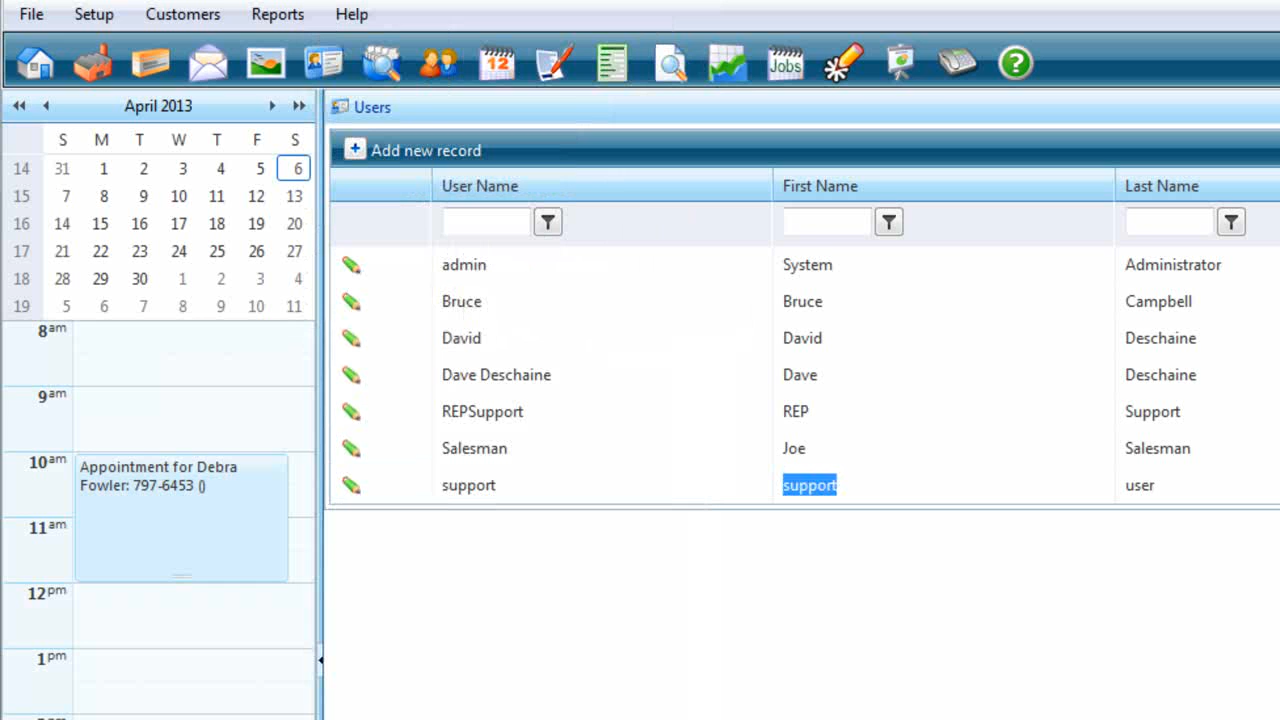 File Setup Customers Reports Help
12 Jobs ?
April 2013
S M T W T F S
14 31 1 2 3 4 5 6
15 7 8 9 10 11 12 13
16 14 15 16 17 18 19 20
17 21 22 23 24 25 26 27
18 28 29 30 1 2 3 4
19 5 6 7 8 9 10 11
8am
9am
10am
Appointment for Debra
Fowler: 797-6453 ()
11am
12pm
1pm
Users
+ Add new record
User Name First Name Last Name
admin System Administrator
Bruce Bruce Campbell
David David Deschaine
Dave Deschaine Dave Deschaine
REPSupport REP Support
Salesman Joe Salesman
support support user